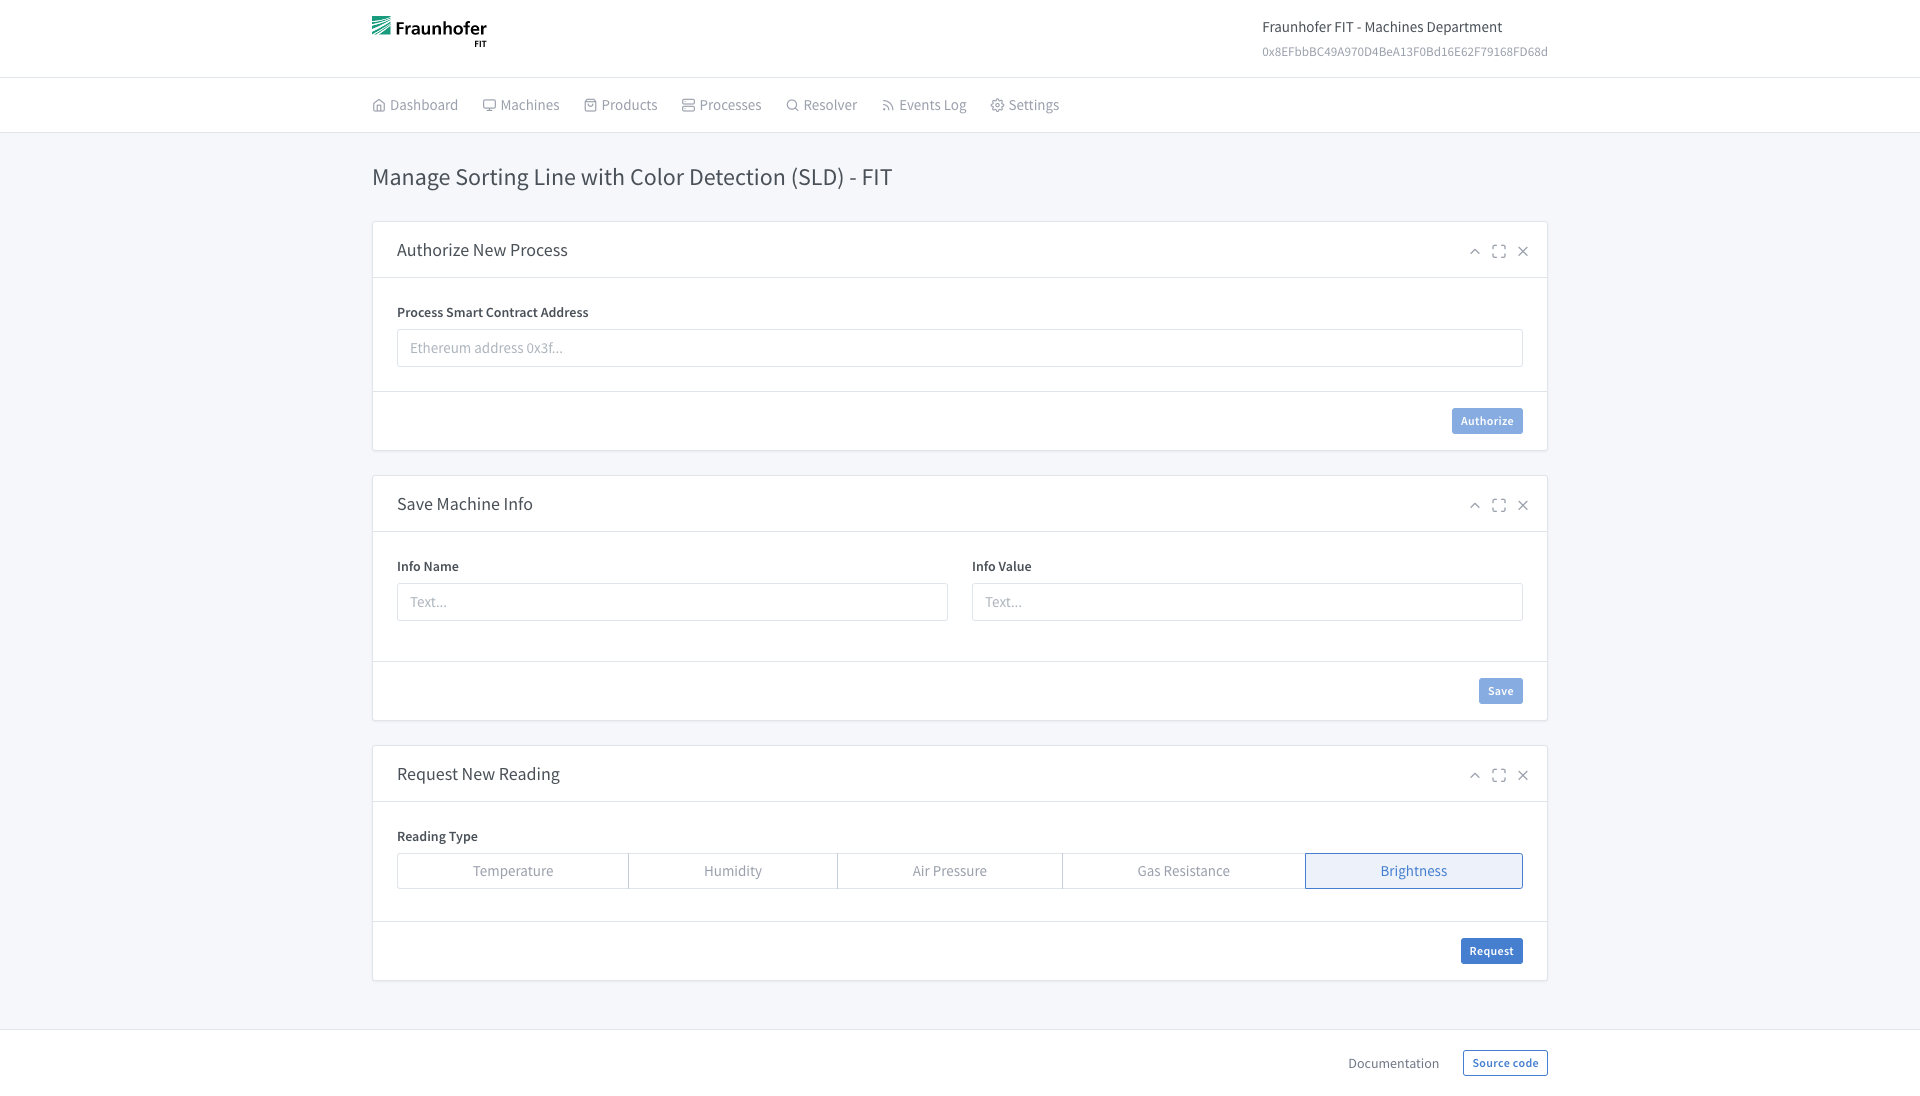 Fraunhofer
FIT
Fraunhofer FIT - Machines Department
0x8EFbbBC49A970D4BeA13F0Bd16E62F79168FD68d
Dashboard Machines Products Processes Resolver Events Log Settings
Manage Sorting Line with Color Detection (SLD) - FIT
Authorize New Process
Process Smart Contract Address
Ethereum address 0x3f...
Authorize
Save Machine Info
Info Name Info Value
Text... Text...
Save
Request New Reading
Reading Type
Temperature Humidity Air Pressure Gas Resistance Brightness
Request
Documentation Source code